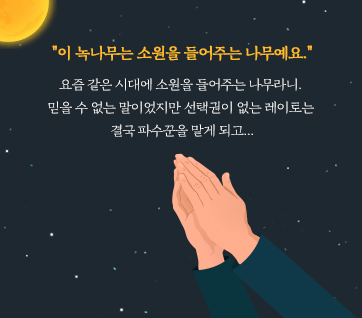 "이 녹나무는 소원을 들어주는 나무예요."
요즘 같은 시대에 소원을 들어주는 나무라니.
믿을 수 없는 말이었지만 선택권이 없는 레이토는
결국 파수꾼을 맡게 되고...